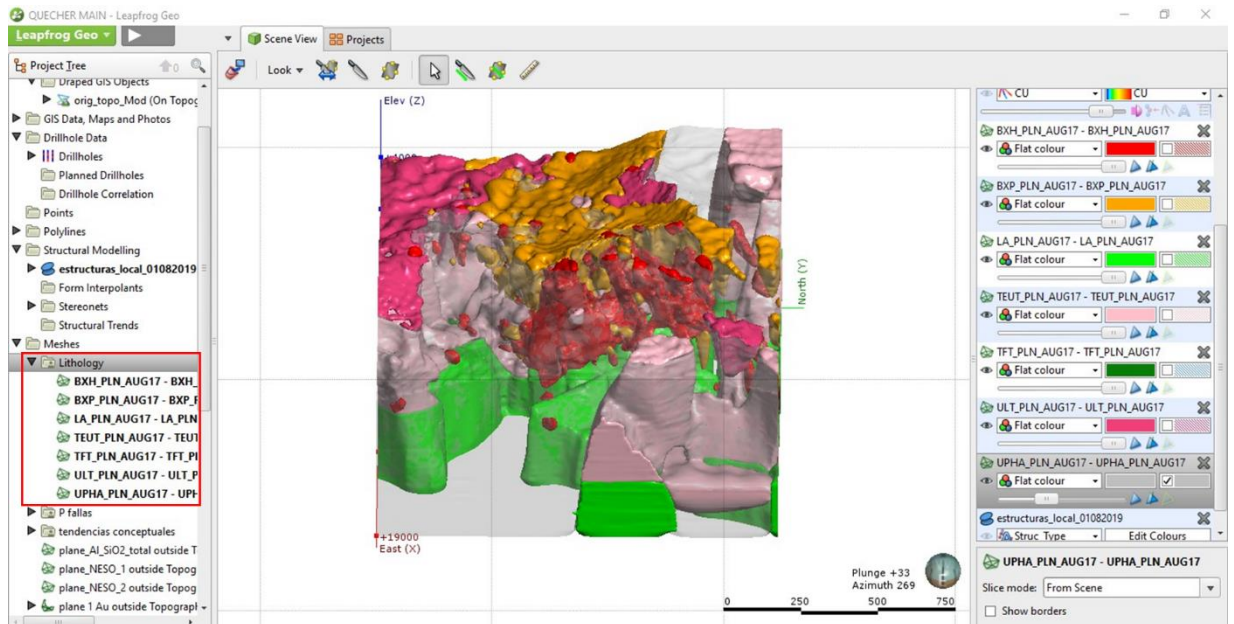 QUECHER MAIN - Leapfrog Geo
Leapfrog Geo
Scene View
Projects
Project Tree
0
Look
Draped GIS Objects
orig_topo_Mod (On Topog
GIS Data, Maps and Photos
Drillhole Data
Drillholes
Planned Drillholes
Drillhole Correlation
Points
Polylines
Structural Modelling
estructuras_local_01082019
Form Interpolants
Stereonets
Structural Trends
Meshes
Lithology
BXH_PLN_AUG17 - BXH_
BXP_PLN_AUG17 - BXP_P
LA_PLN_AUG17 - LA_PLN
TEUT_PLN_AUG17 - TEUT
TFT_PLN_AUG17 - TFT_Pl
ULT_PLN_AUG17 - ULT_P
UPHA_PLN_AUG17 - UPH
P fallas
tendencias conceptuales
plane_Al_SiO2_total outside T
plane_NESO_1 outside Topog
plane_NESO_2 outside Topog
plane 1 Au outside Topograpl
Elev (Z)
+4000
North (Y)
+19000
East (X)
Plunge +33
Azimuth 269
0 250 500 750
CU CU
BXH_PLN_AUG17 - BXH_PLN_AUG17
Flat colour
BXP_PLN_AUG17 - BXP_PLN_AUG17
Flat colour
LA_PLN_AUG17 - LA_PLN_AUG17
Flat colour
TEUT_PLN_AUG17 - TEUT_PLN_AUG17
Flat colour
TFT_PLN_AUG17 - TFT_PLN_AUG17
Flat colour
ULT_PLN_AUG17 - ULT_PLN_AUG17
Flat colour
UPHA_PLN_AUG17 - UPHA_PLN_AUG17
Flat colour
estructuras_local_01082019
Struc_Type Edit Colours
UPHA_PLN_AUG17 - UPHA_PLN_AUG17
Slice mode: From Scene
Show borders